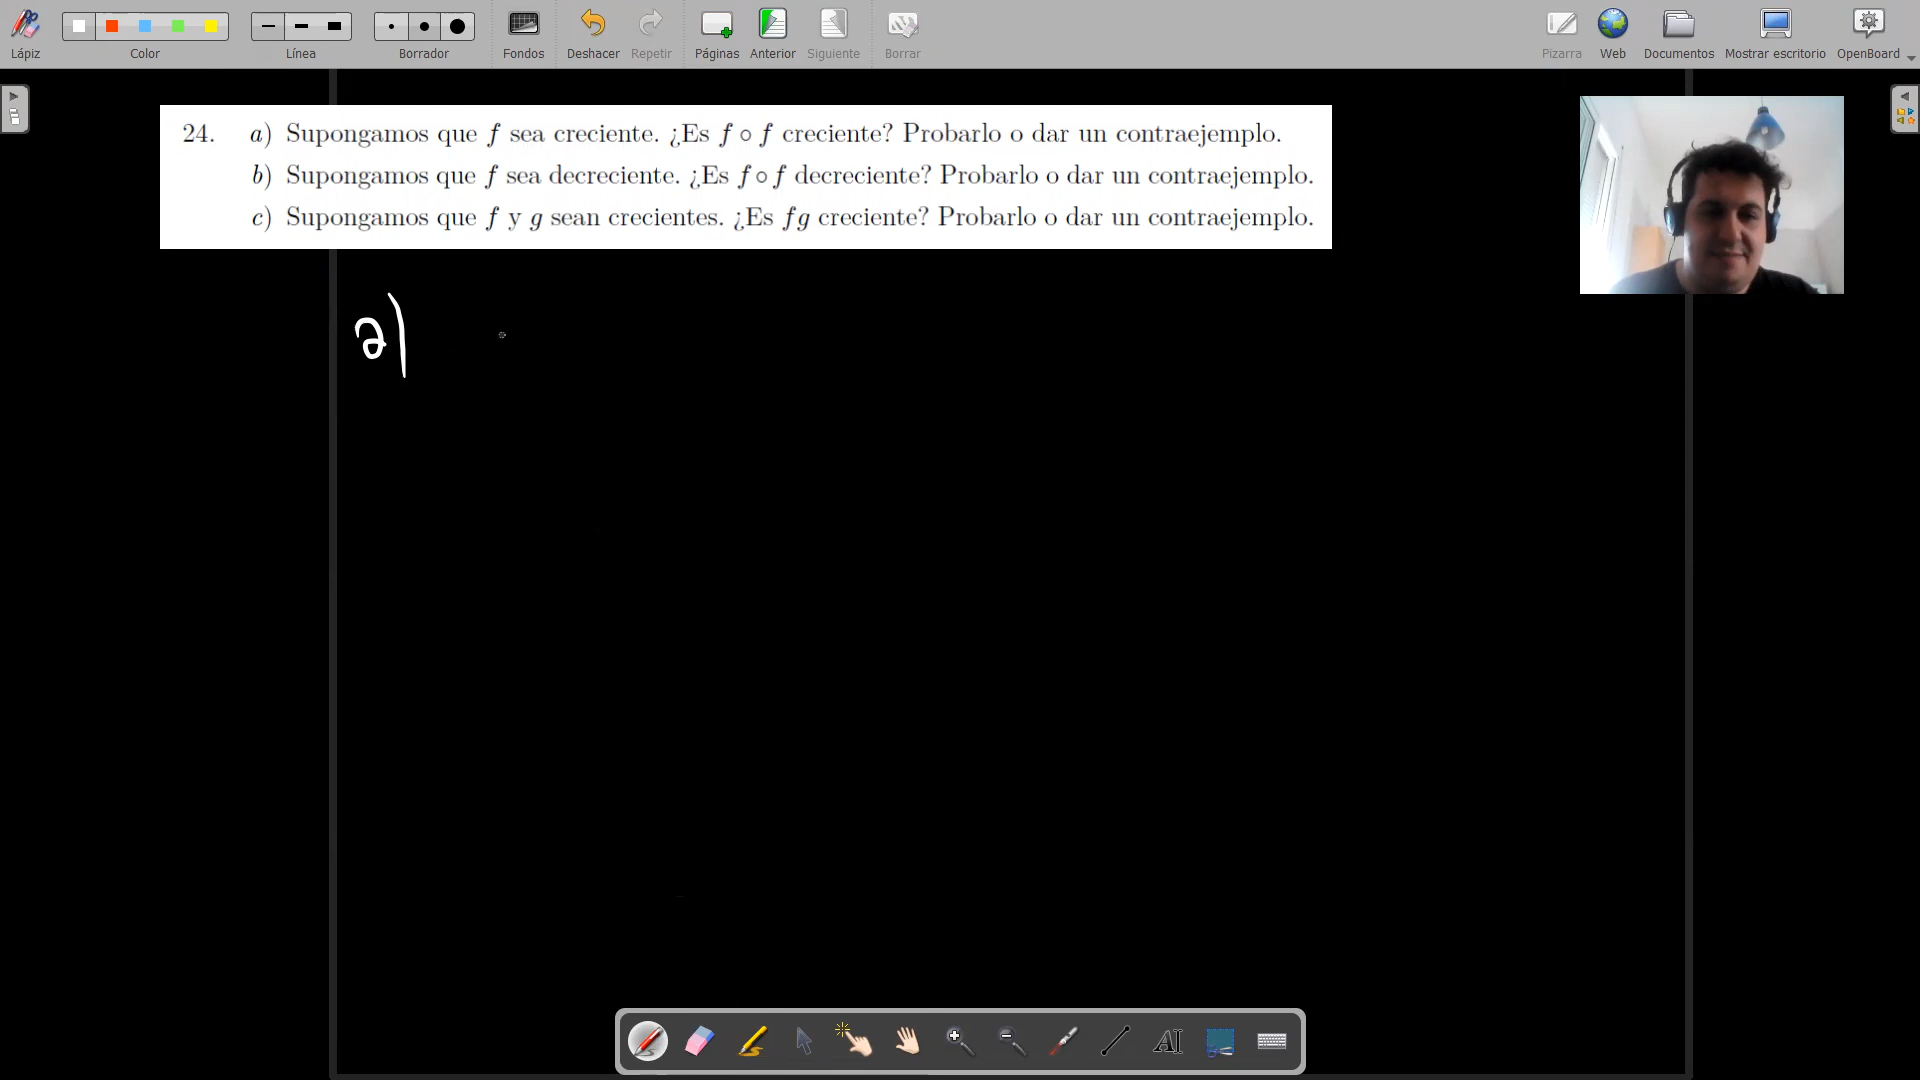 Lápiz Color Línea Borrador Fondos Deshacer Repetir Páginas Anterior Siguiente Borrar Pizarra Web Documentos Mostrar escritorio OpenBoard
24. a) Supongamos que f sea creciente. ¿Es f ∘ f creciente? Probarlo o dar un contraejemplo.
b) Supongamos que f sea decreciente. ¿Es f ∘ f decreciente? Probarlo o dar un contraejemplo.
c) Supongamos que f y g sean crecientes. ¿Es fg creciente? Probarlo o dar un contraejemplo.
a)
AI